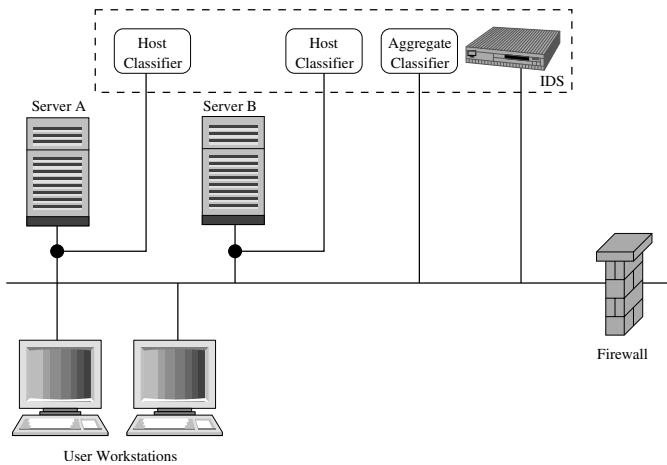 Host
Classifier
Host
Classifier
Aggregate
Classifier
IDS
Server A
Server B
Firewall
User Workstations